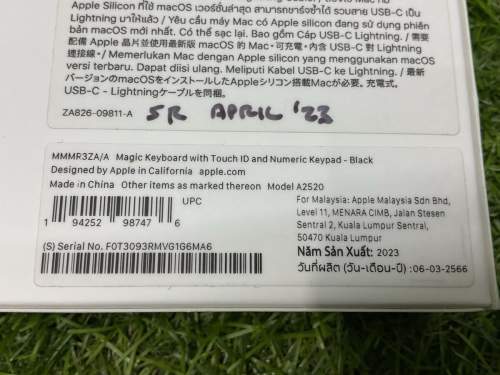 Apple Silicon ที่ใช้ macOS เวอร์ชั่นล่าสุด สามารถชาร์จซ้ำได้ รวมสาย USB-C เป็น
Lightning มาให้แล้ว / Yêu cầu máy Mac có Apple silicon đang sử dụng phiên
bản macOS mới nhất. Có thể sạc lại. Bao gồm Cáp USB-C Lightning. / 需要
配備 Apple 晶片並使用最新版 macOS 的 Mac・可充電・內含 USB-C 對 Lightning
連接線。/ Memerlukan Mac dengan Apple silicon yang menggunakan macOS
versi terbaru. Dapat diisi ulang. Meliputi Kabel USB-C ke Lightning. / 最新
バージョンのmacOSをインストールしたAppleシリコン搭載Macが必要。充電式。
USB-C - Lightningケーブルを同梱。
ZA826-09811-A SR APRIL '23
MMMR3ZA/A Magic Keyboard with Touch ID and Numeric Keypad - Black
Designed by Apple in California apple.com
Made in China Other items as marked thereon Model A2520
UPC
1 94252 98747 6
(S) Serial No. F0T3093RMVG1G6MA6
For Malaysia: Apple Malaysia Sdn Bhd,
Level 11, MENARA CIMB, Jalan Stesen
Sentral 2, Kuala Lumpur Sentral,
50470 Kuala Lumpur
Năm Sản Xuất: 2023
วันที่ผลิต (วัน-เดือน-ปี) :06-03-2566